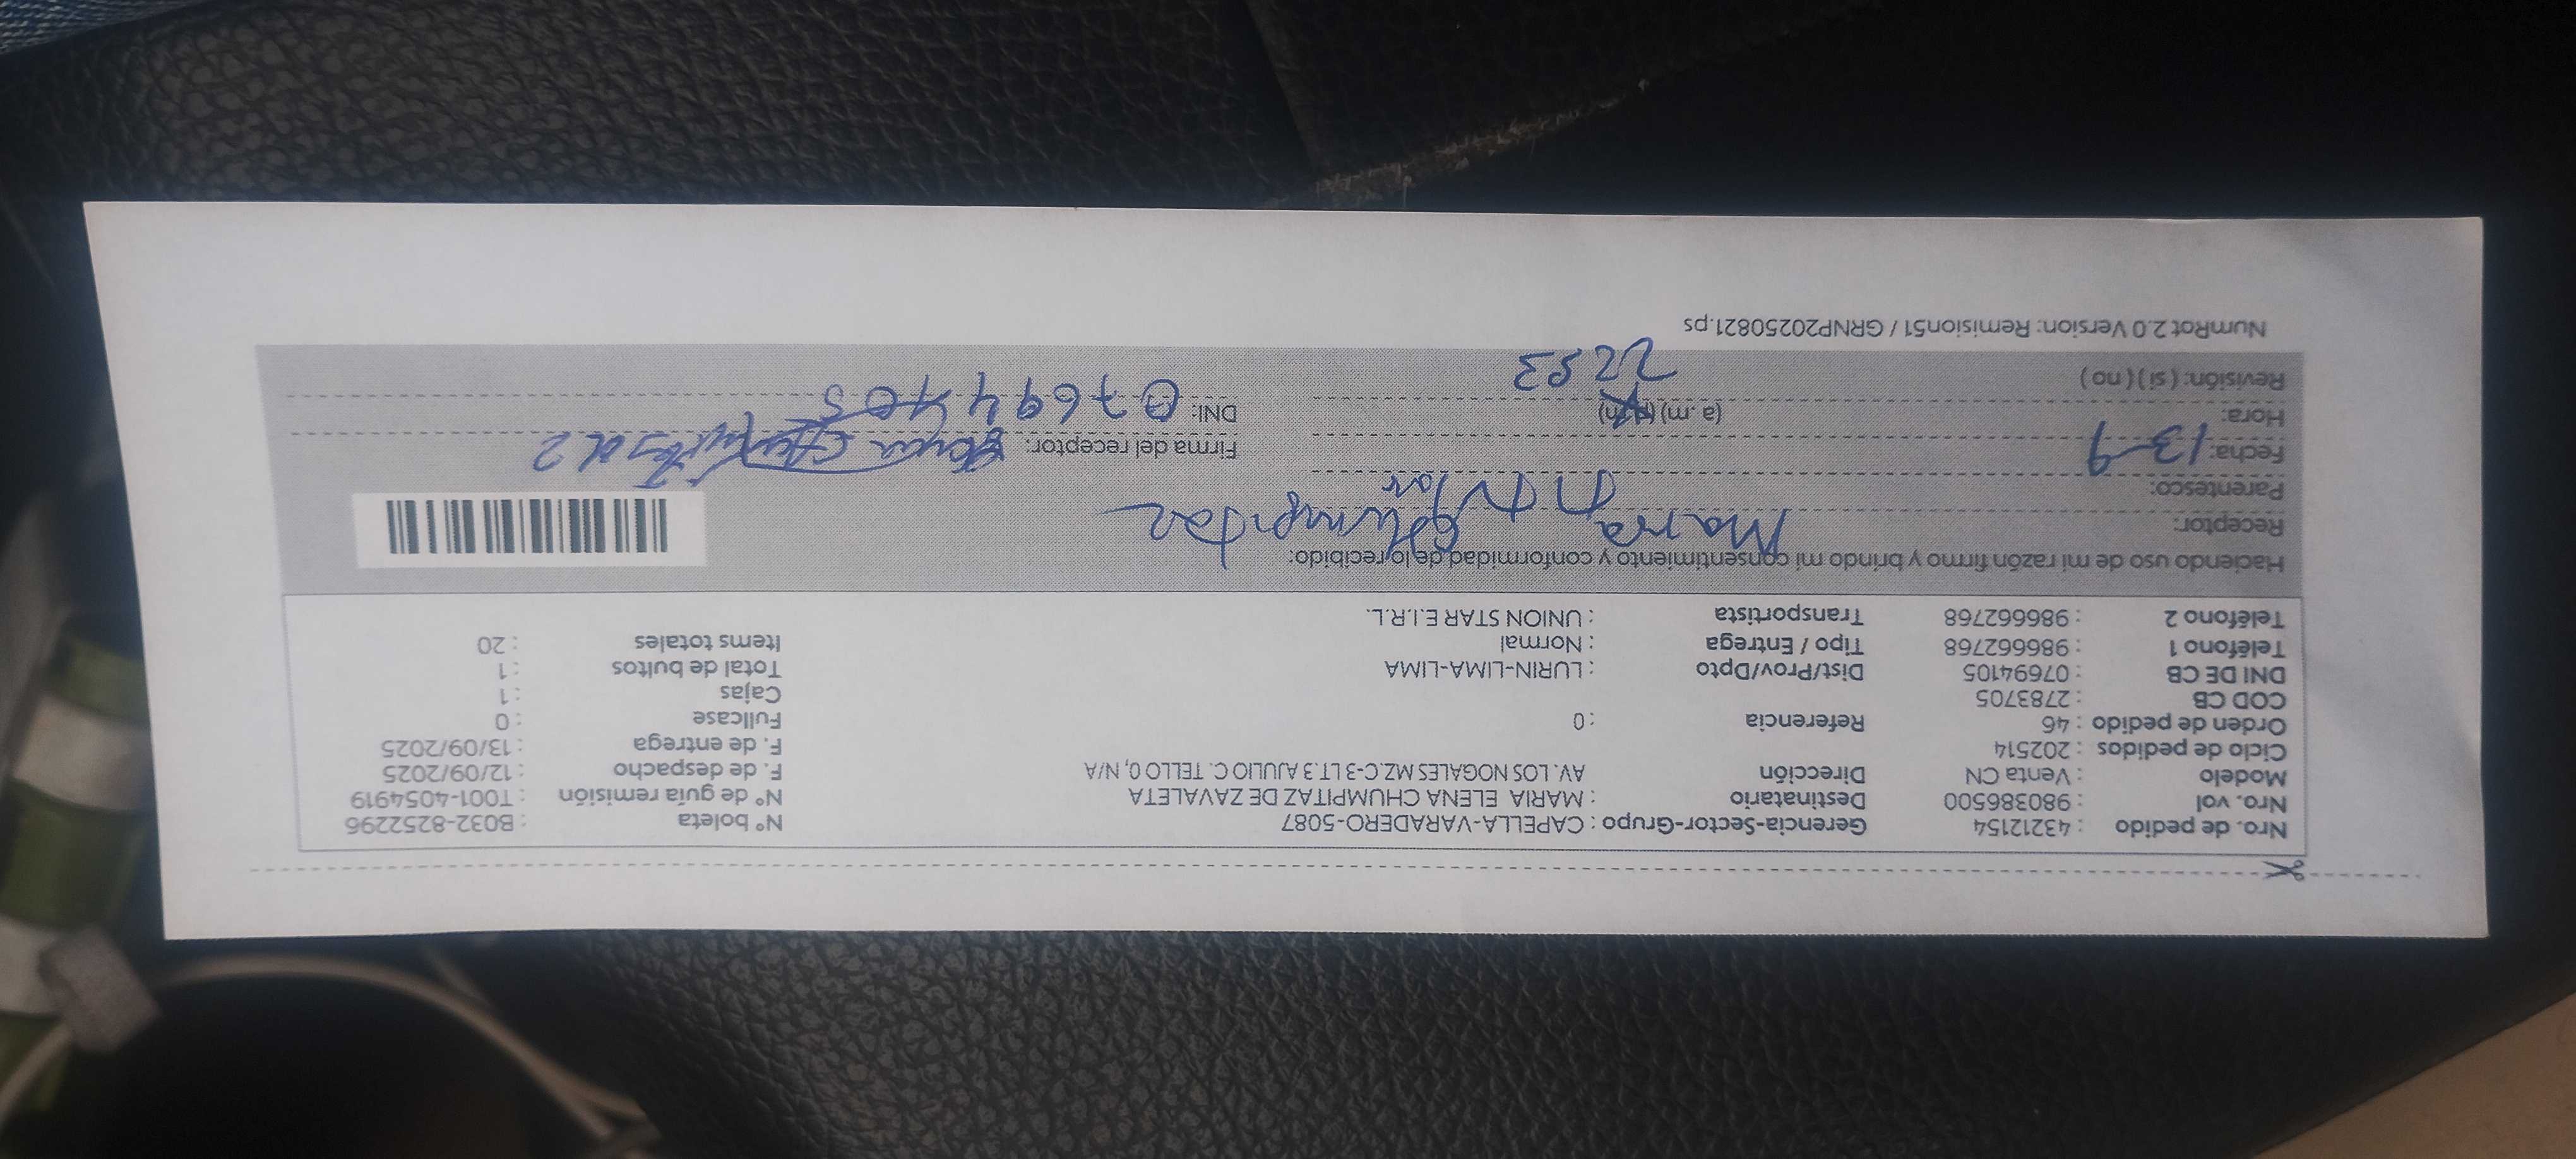 Nro. de pedido : 43212154 Gerencia-Sector-Grupo : CAPELLA-VARADERO-5087 N° boleta : B032-8252296
Nro. vol : 980386500 Destinatario : MARIA ELENA CHUMPITAZ DE ZAVALETA N° de guía remisión : T001-4054919
Modelo : Venta CN Dirección AV. LOS NOGALES MZ.C-3 LT.3 AJULIO C. TELLO 0, N/A F. de despacho : 12/09/2025
Ciclo de pedidos : 202514 F. de entrega : 13/09/2025
Orden de pedido : 46 Referencia : 0 Fullcase : 0
COD CB : 2783705 Cajas : 1
DNI DE CB : 07694105 Dist/Prov/Dpto : LURIN-LIMA-LIMA Total de bultos : 1
Teléfono 1 : 986662768 Tipo / Entrega : Normal Items totales : 20
Teléfono 2 : 986662768 Transportista : UNION STAR E.I.R.L.
Haciendo uso de mi razón firmo y brindo mi consentimiento y conformidad de lo recibido:
Receptor: Maria Chumpitaz
Parentesco: Titular
Fecha: 13-9 Firma del receptor:
Hora: (a. m) (p. m) DNI: 07694105
Revisión: ( si ) ( no ) 2253
NumRot 2.0 Version: Remision51 / GRNP20250821.ps